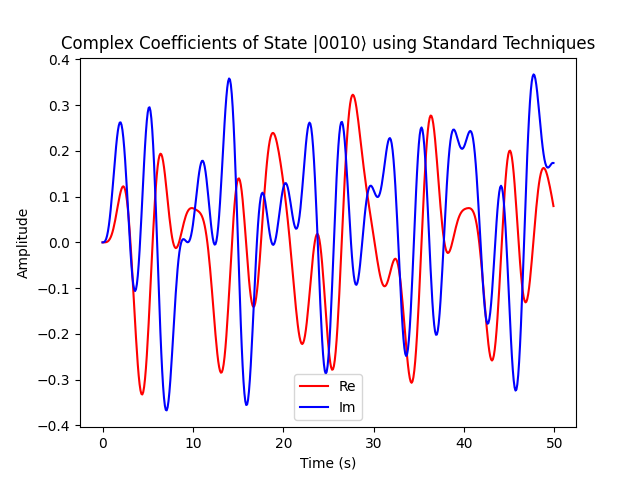 Complex Coefficients of State |0010⟩ using Standard Techniques
0.4
0.3
0.2
0.1
0.0
−0.1
−0.2
−0.3
−0.4
Amplitude
Re
Im
0 10 20 30 40 50
Time (s)